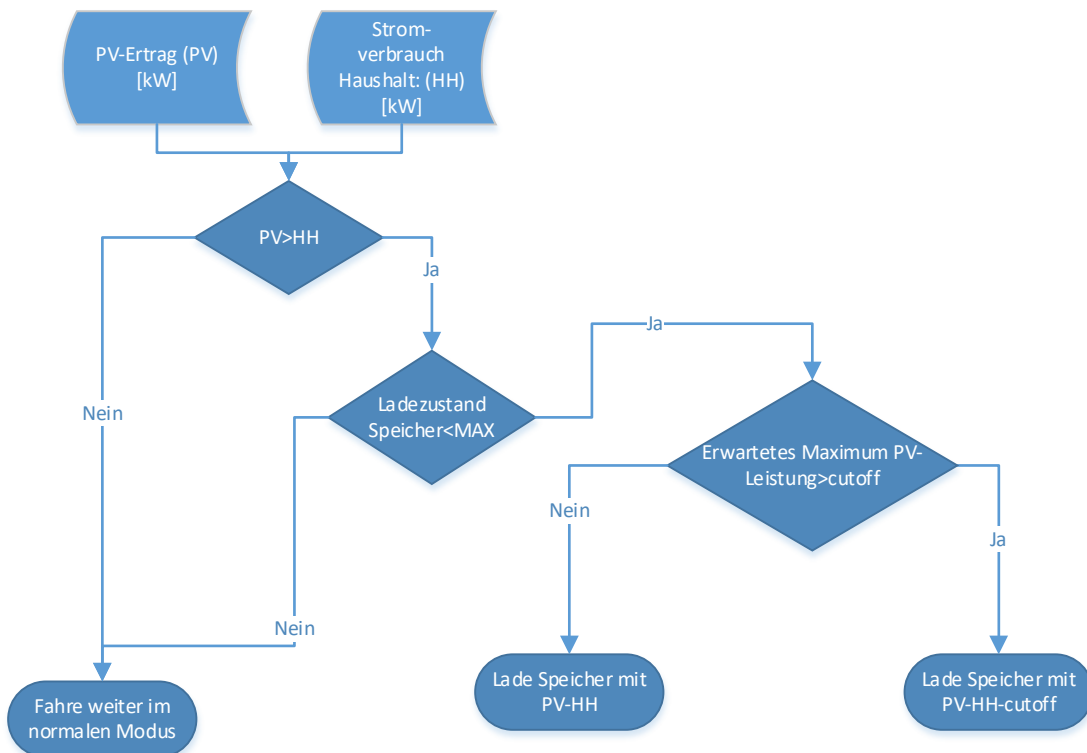 PV-Ertrag (PV)
[kW]
Strom-
verbrauch
Haushalt: (HH)
[kW]
PV>HH
Ja
Ja
Nein
Ladezustand
Speicher<MAX
Erwartetes Maximum PV-
Leistung>cutoff
Nein
Ja
Nein
Fahre weiter im
normalen Modus
Lade Speicher mit
PV-HH
Lade Speicher mit
PV-HH-cutoff